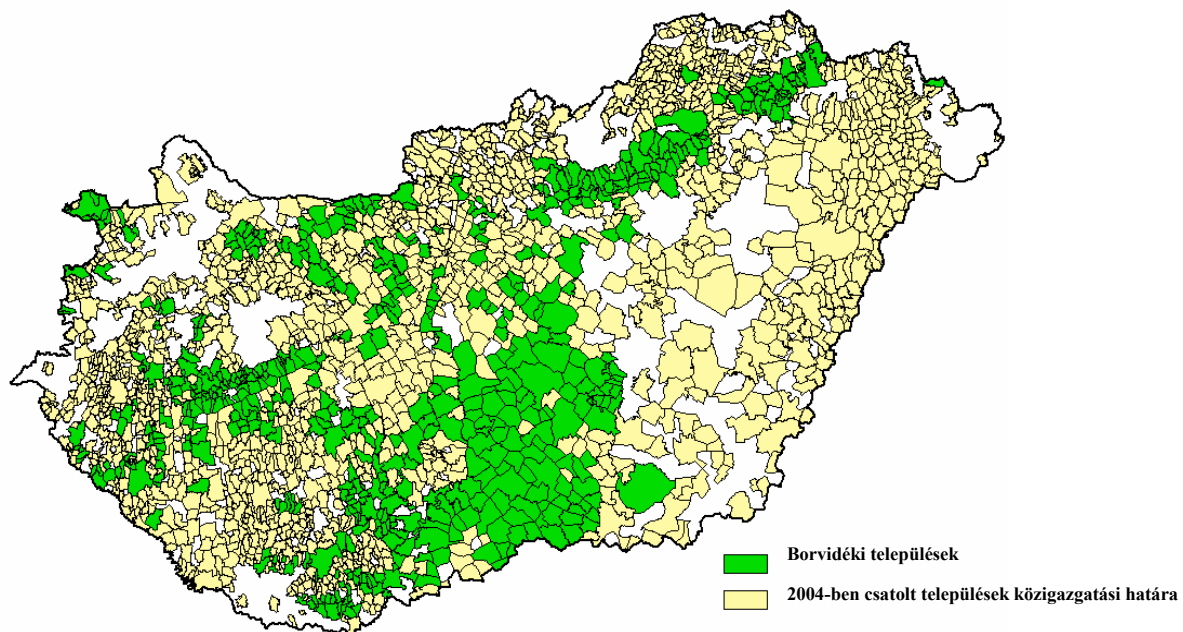 Borvidéki települések
2004-ben csatolt települések közigazgatási határa